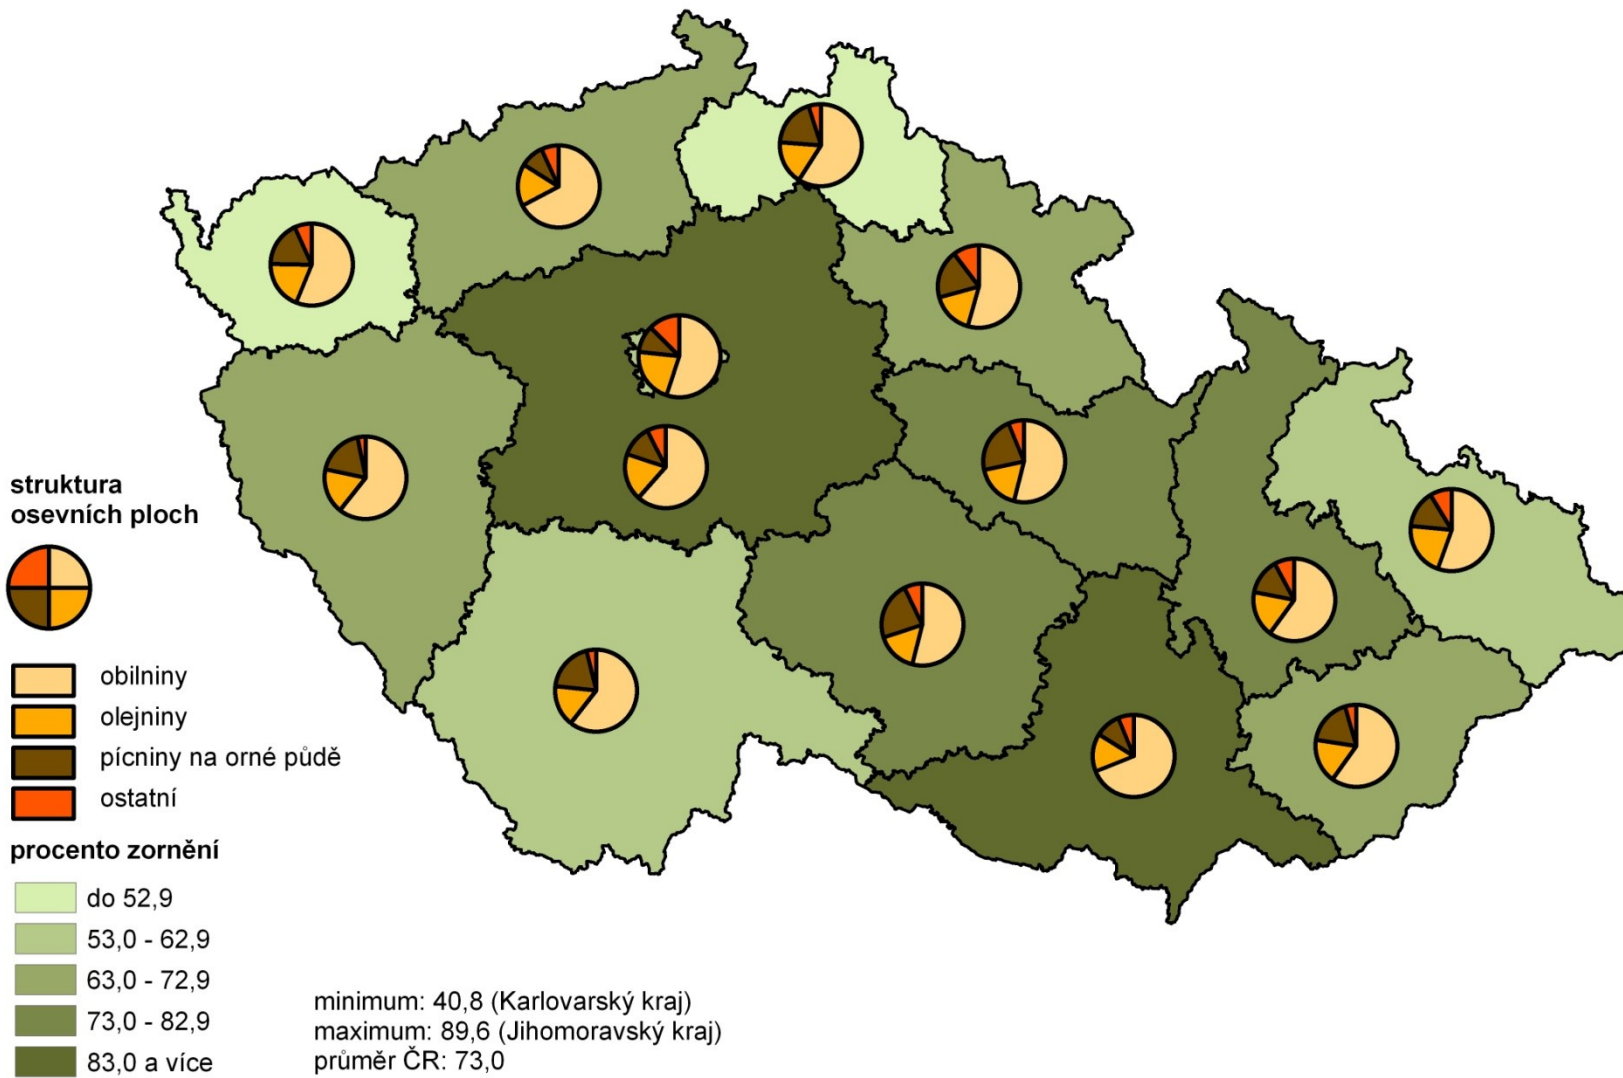 struktura
osevních ploch
obilniny
olejniny
pícniny na orné půdě
ostatní
procento zornění
do 52,9
53,0 - 62,9
63,0 - 72,9
73,0 - 82,9
83,0 a více
minimum: 40,8 (Karlovarský kraj)
maximum: 89,6 (Jihomoravský kraj)
průměr ČR: 73,0